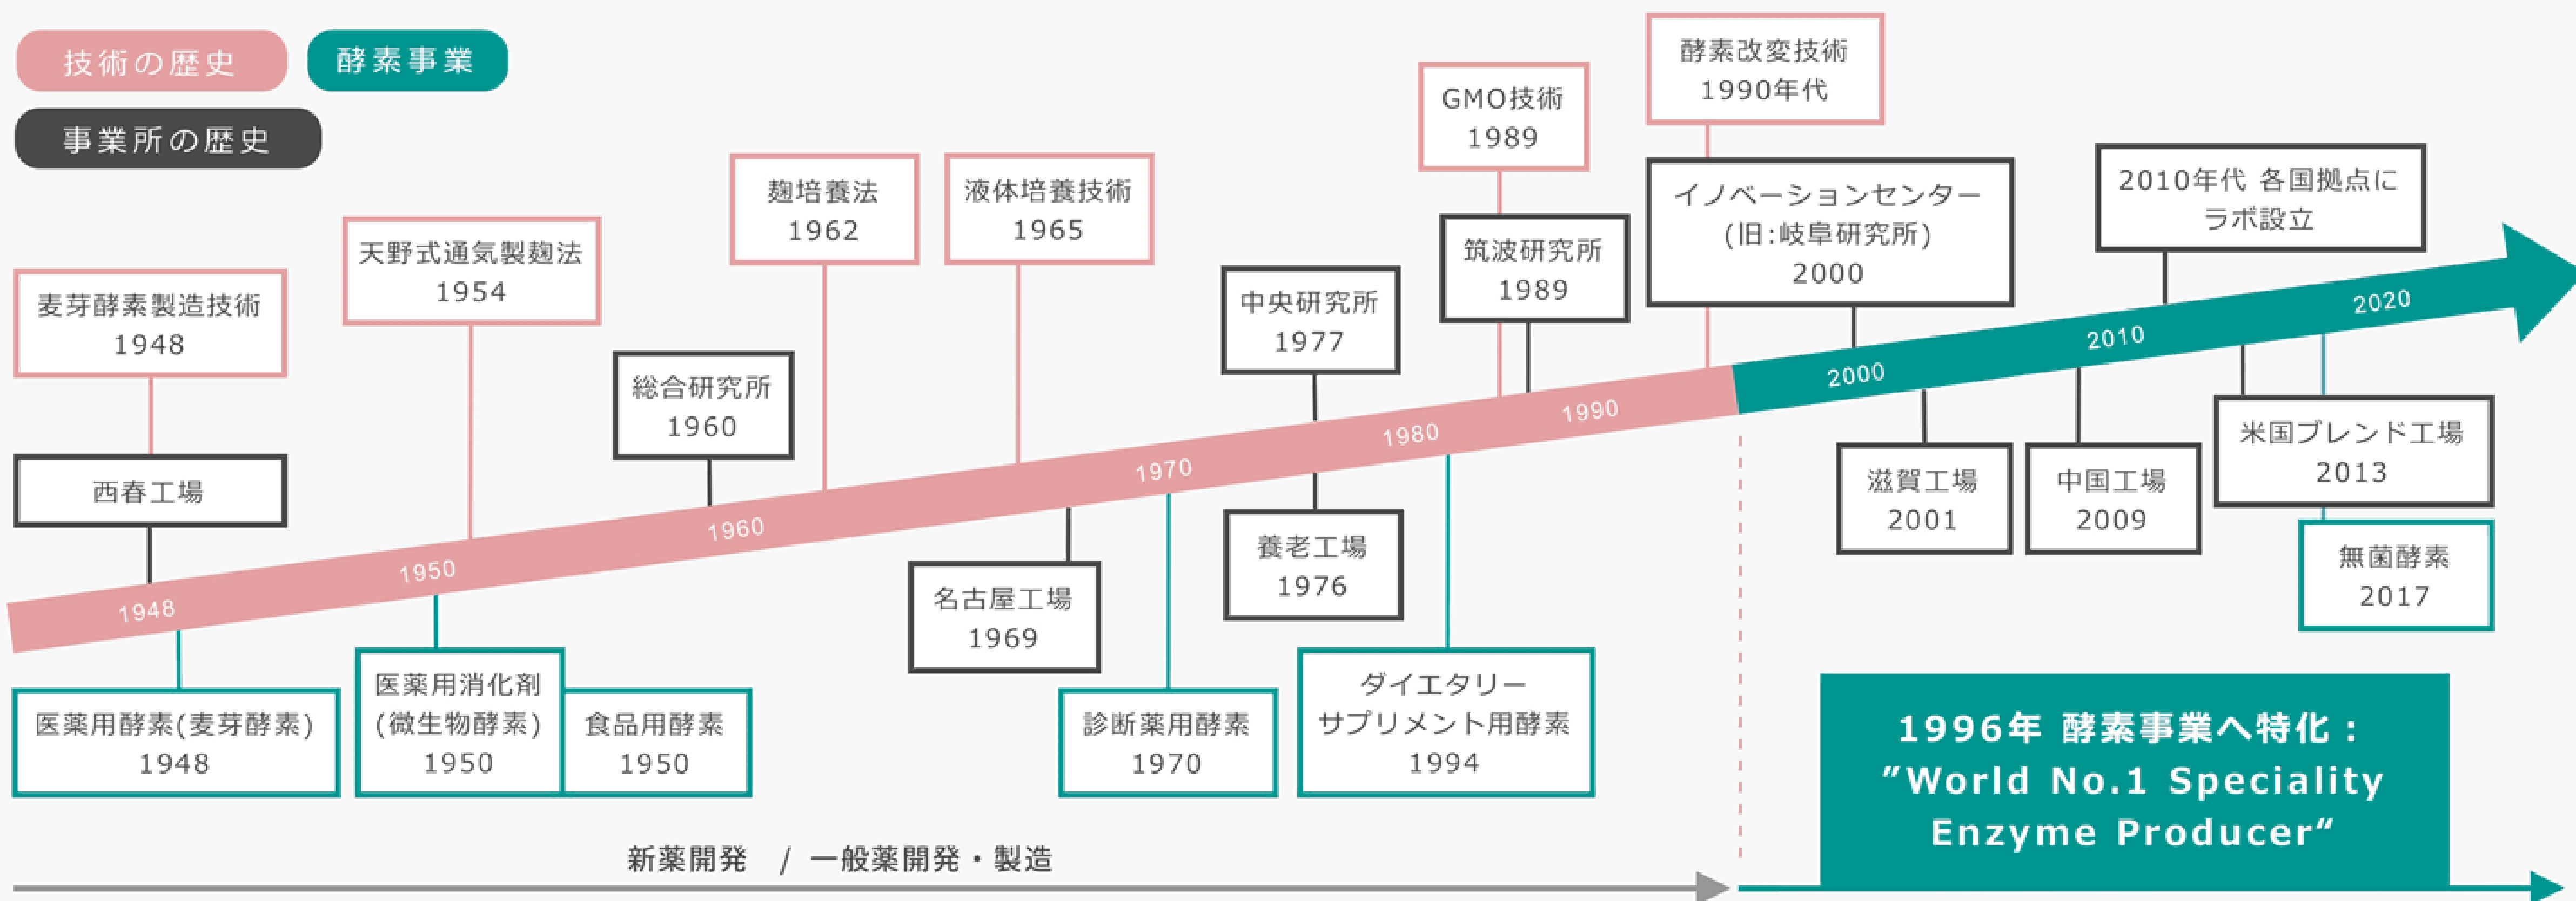 技術の歴史
酵素事業
事業所の歴史
麦芽酵素製造技術
1948
西春工場
天野式通気製麹法
1954
総合研究所
1960
麹培養法
1962
液体培養技術
1965
中央研究所
1977
GMO技術
1989
筑波研究所
1989
酵素改変技術
1990年代
イノベーションセンター
(旧:岐阜研究所)
2000
2010年代 各国拠点に
ラボ設立
1948
1950
1960
1970
1980
1990
2000
2010
2020
医薬用酵素(麦芽酵素)
1948
医薬用消化剤
(微生物酵素)
1950
食品用酵素
1950
名古屋工場
1969
診断薬用酵素
1970
養老工場
1976
ダイエタリー
サプリメント用酵素
1994
滋賀工場
2001
中国工場
2009
米国ブレンド工場
2013
無菌酵素
2017
1996年 酵素事業へ特化：
”World No.1 Speciality
Enzyme Producer“
新薬開発 / 一般薬開発・製造